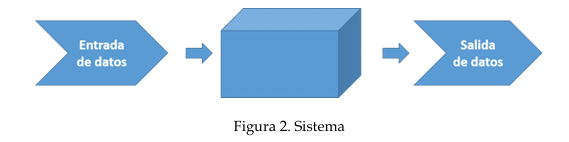 Entrada
de datos
Salida
de datos
Figura 2. Sistema